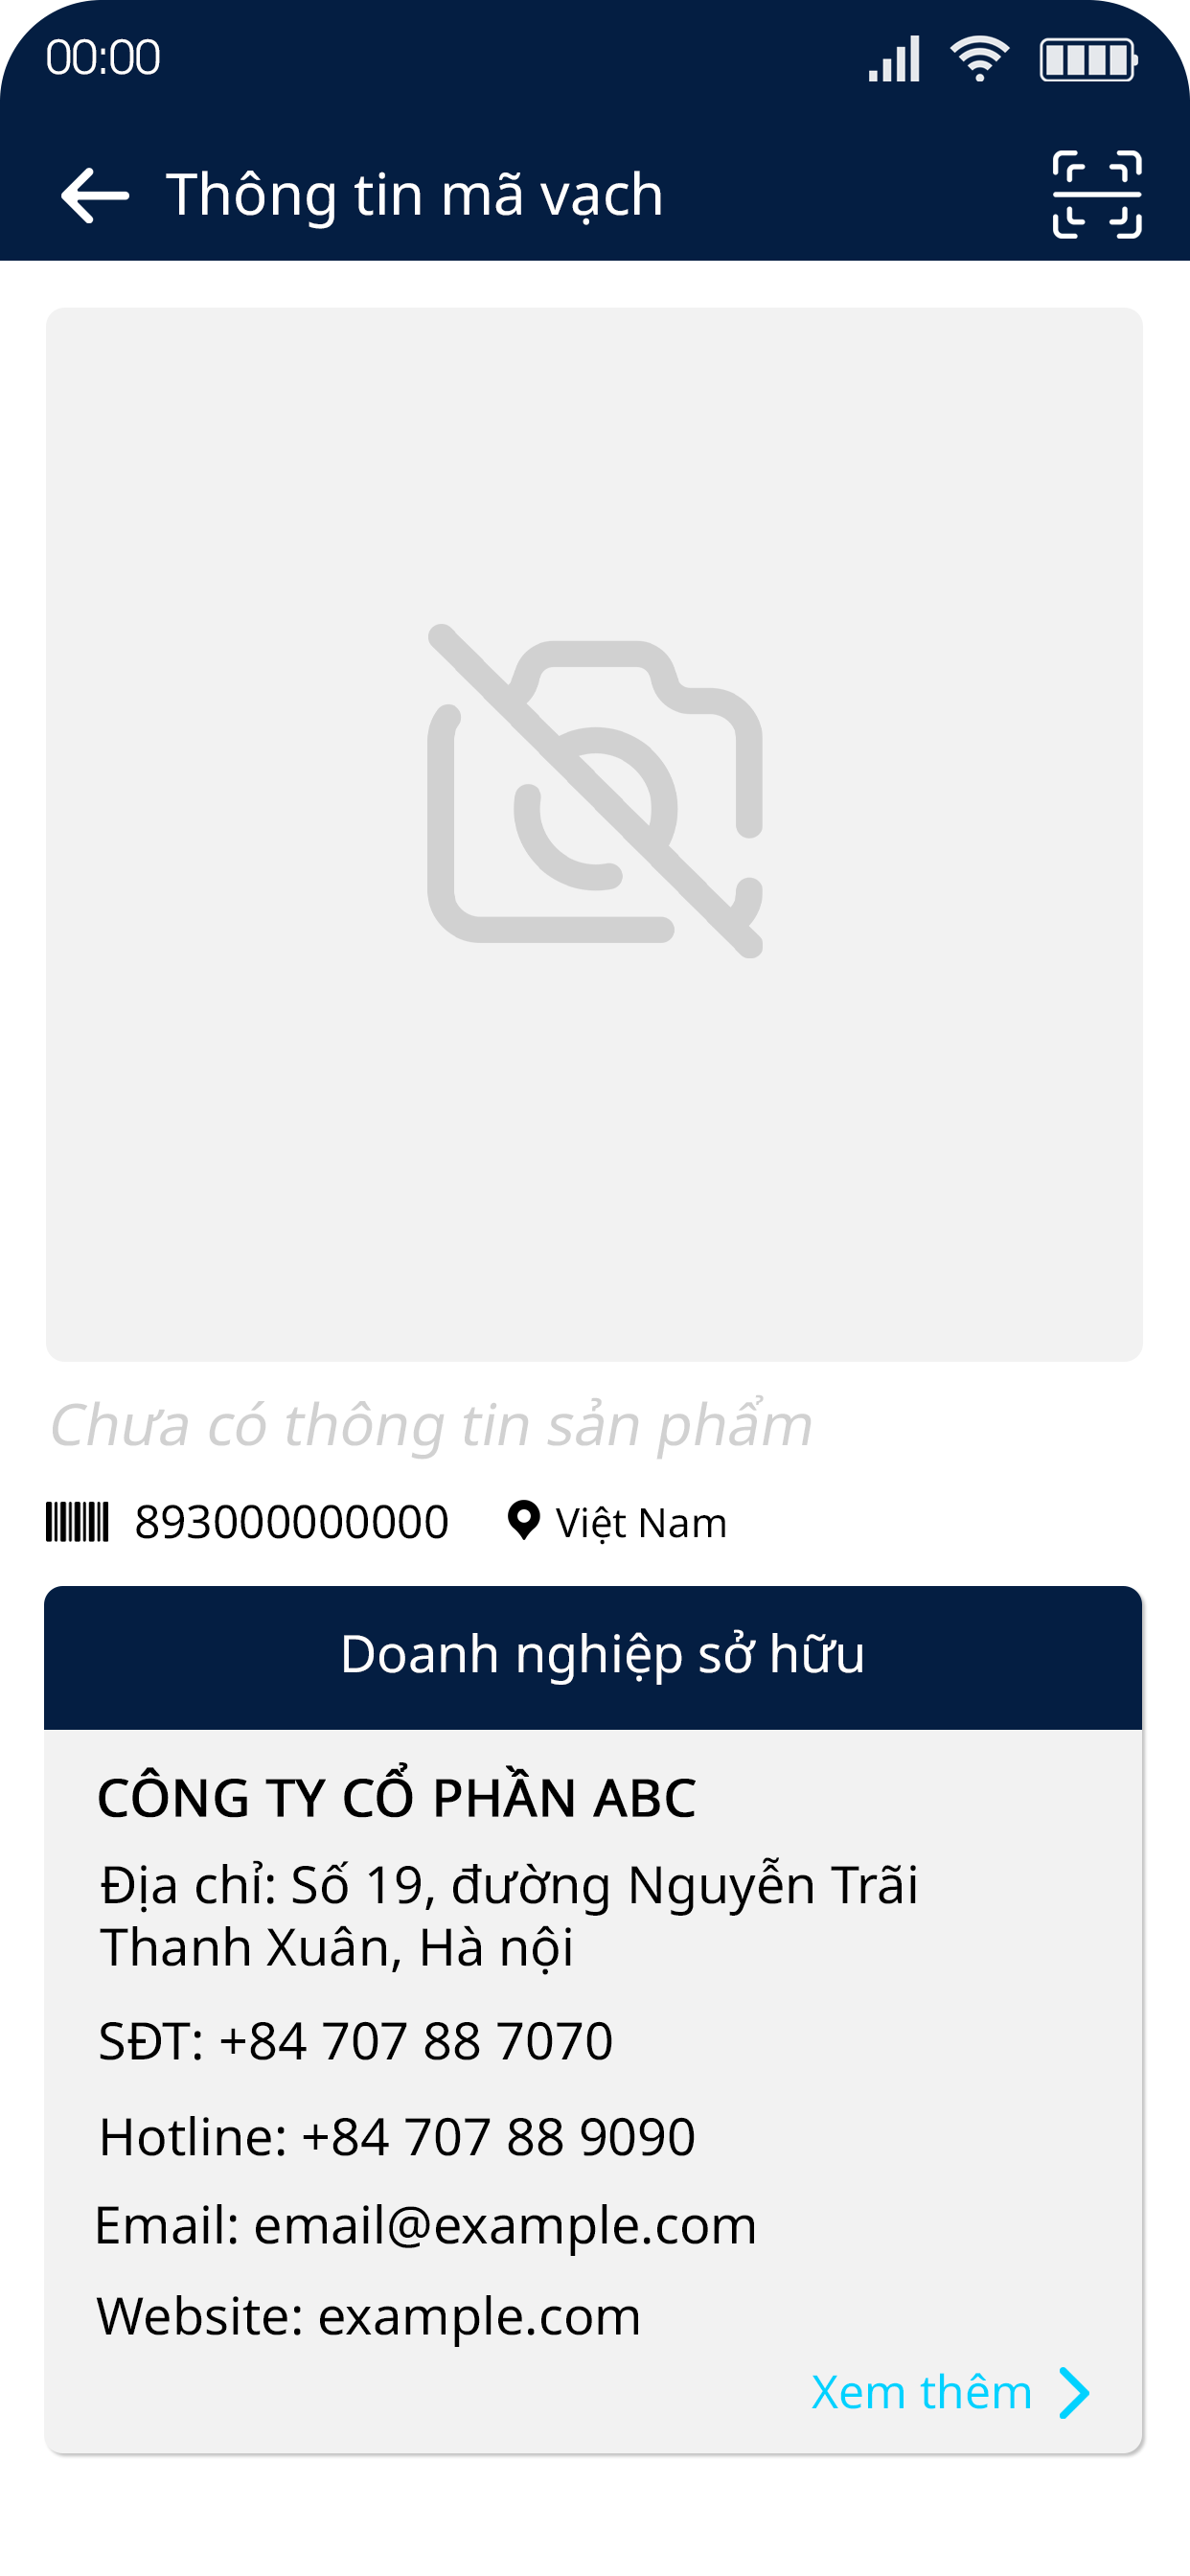 00:00
Thông tin mã vạch
Chưa có thông tin sản phẩm
893000000000
Việt Nam
Doanh nghiệp sở hữu
CÔNG TY CỔ PHẦN ABC
Địa chỉ: Số 19, đường Nguyễn Trãi
Thanh Xuân, Hà nội
SĐT: +84 707 88 7070
Hotline: +84 707 88 9090
Email: email@example.com
Website: example.com
Xem thêm